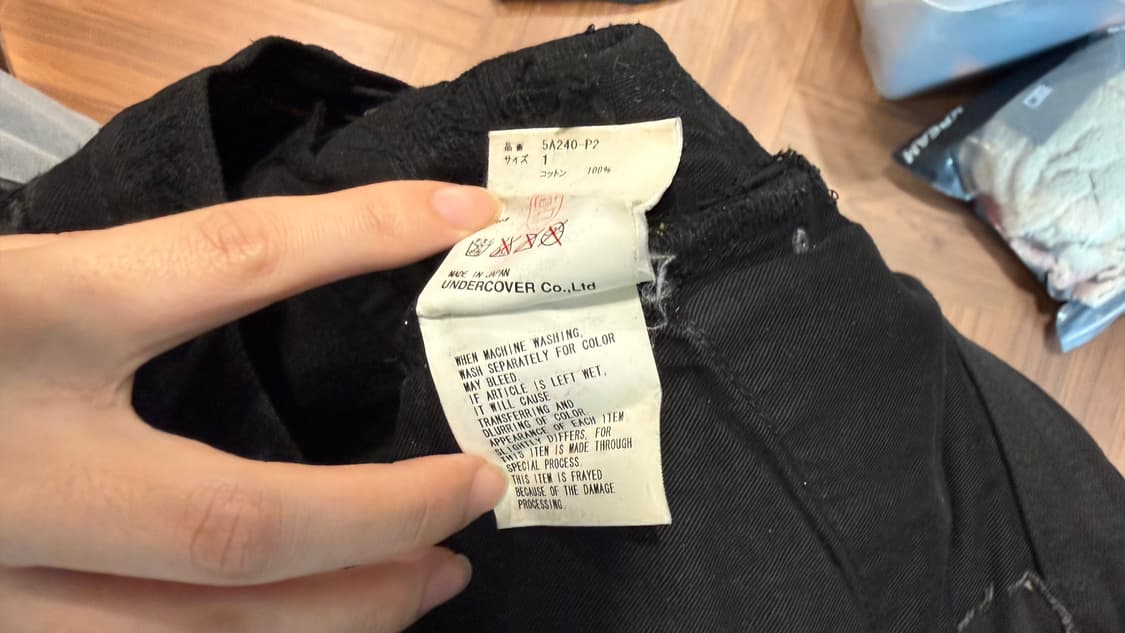 品番 5A240-P2
サイズ 1
コットン 100%
MADE IN JAPAN
UNDERCOVER Co.,Ltd
WHEN MACHINE WASHING,
WASH SEPARATELY FOR COLOR
MAY BLEED.
IF ARTICLE IS LEFT WET,
IT WILL CAUSE
TRANSFERRING AND
DLURRING OF COLOR
APPEARANCE OF EACH ITEM
SLIGHTLY DIFFERS, FOR
THIS ITEM IS MADE THROUGH
SPECIAL PROCESS.
THIS ITEM IS FRAYED
BECAUSE OF THE DAMAGE
PROCESSING.